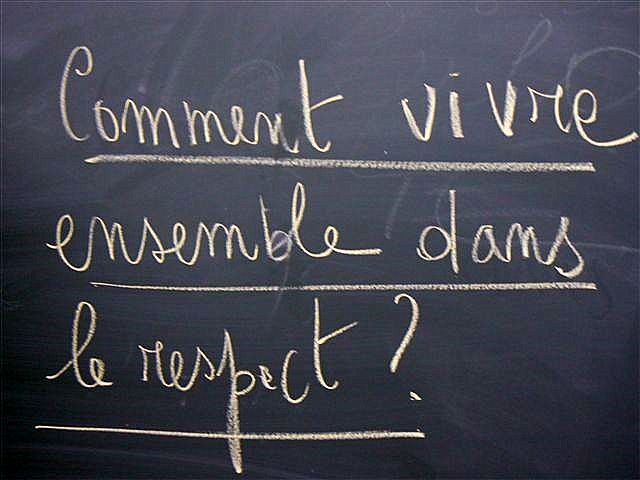 Comment vivre
ensemble dans
le respect ?